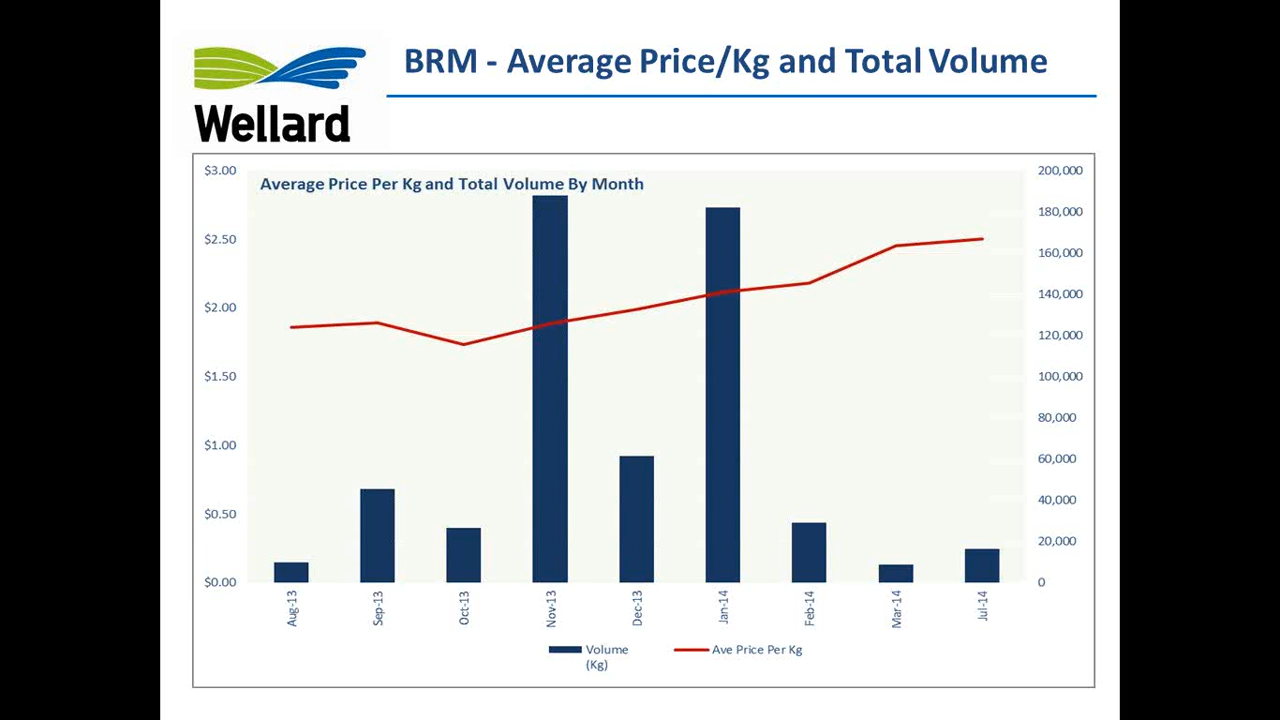 BRM - Average Price/Kg and Total Volume
Wellard
Average Price Per Kg and Total Volume By Month
$3.00
$2.50
$2.00
$1.50
$1.00
$0.50
$0.00
200,000
180,000
160,000
140,000
120,000
100,000
80,000
60,000
40,000
20,000
0
Aug-13
Sep-13
Oct-13
Nov-13
Dec-13
Jan-14
Feb-14
Mar-14
Jul-14
Volume
(Kg)
Ave Price Per Kg